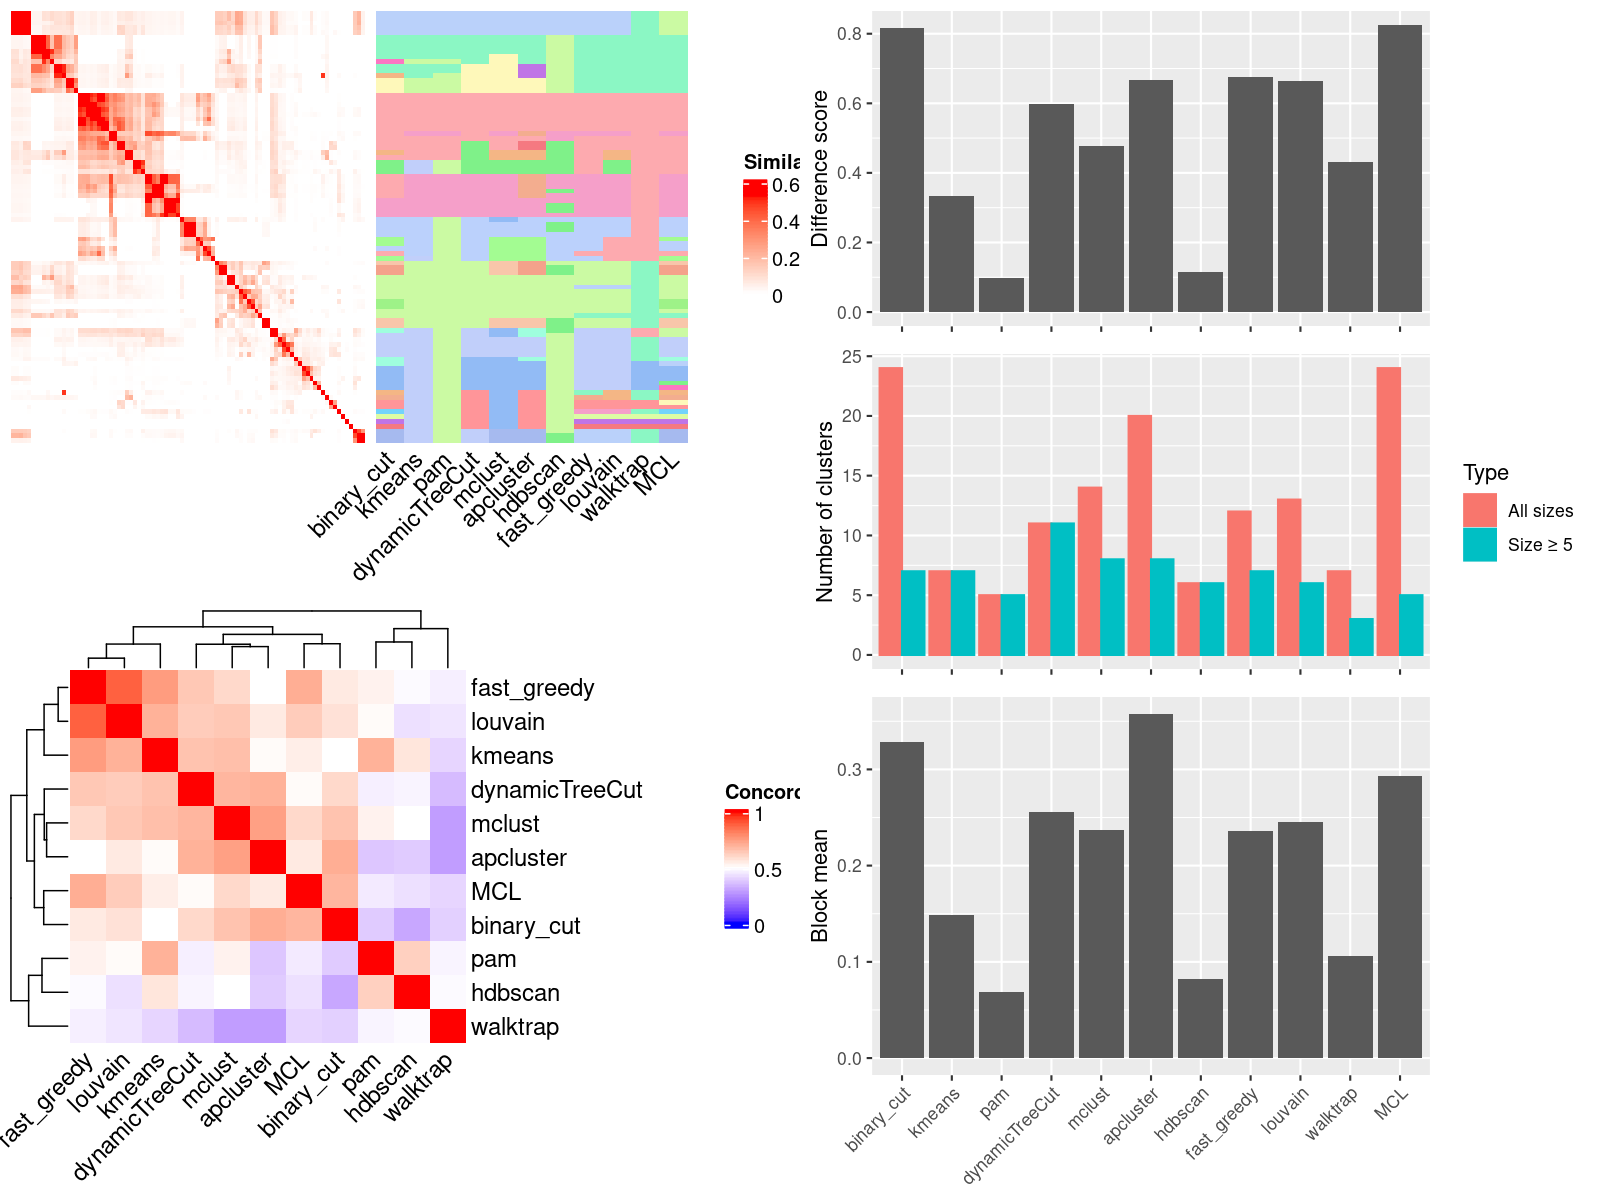 Simila
0.6
0.4
0.2
0
binary_cut
kmeans
pam
dynamicTreeCut
mclust
apcluster
hdbscan
fast_greedy
louvain
walktrap
MCL
fast_greedy
louvain
kmeans
dynamicTreeCut
mclust
apcluster
MCL
binary_cut
pam
hdbscan
walktrap
fast_greedy
louvain
kmeans
dynamicTreeCut
mclust
apcluster
MCL
binary_cut
pam
hdbscan
walktrap
Concord
1
0.5
0
Difference score
0.8
0.6
0.4
0.2
0.0
Number of clusters
25
20
15
10
5
0
Type
All sizes
Size ≥ 5
Block mean
0.3
0.2
0.1
0.0
binary_cut
kmeans
pam
dynamicTreeCut
mclust
apcluster
hdbscan
fast_greedy
louvain
walktrap
MCL